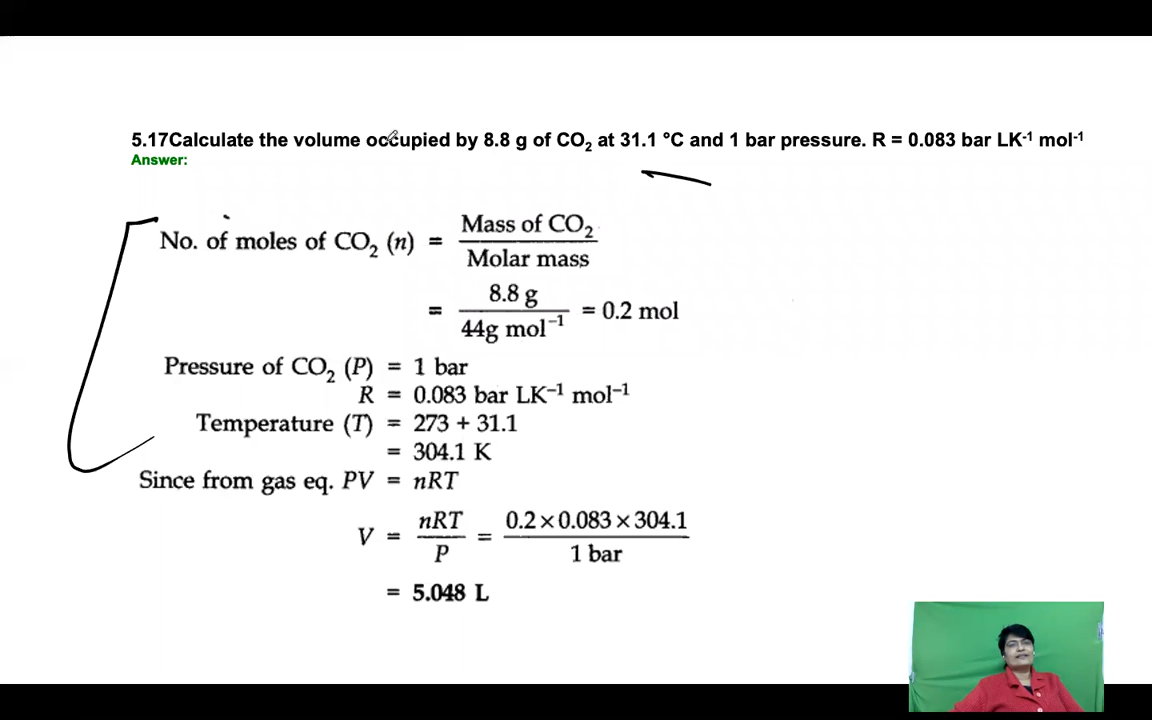 5.17Calculate the volume occupied by 8.8 g of CO₂ at 31.1 °C and 1 bar pressure. R = 0.083 bar LK⁻¹ mol⁻¹
Answer:
No. of moles of CO₂ (n) = Mass of CO₂ / Molar mass
= 8.8 g / 44g mol⁻¹ = 0.2 mol
Pressure of CO₂ (P) = 1 bar
R = 0.083 bar LK⁻¹ mol⁻¹
Temperature (T) = 273 + 31.1
= 304.1 K
Since from gas eq. PV = nRT
V = nRT / P = 0.2×0.083×304.1 / 1 bar
= 5.048 L